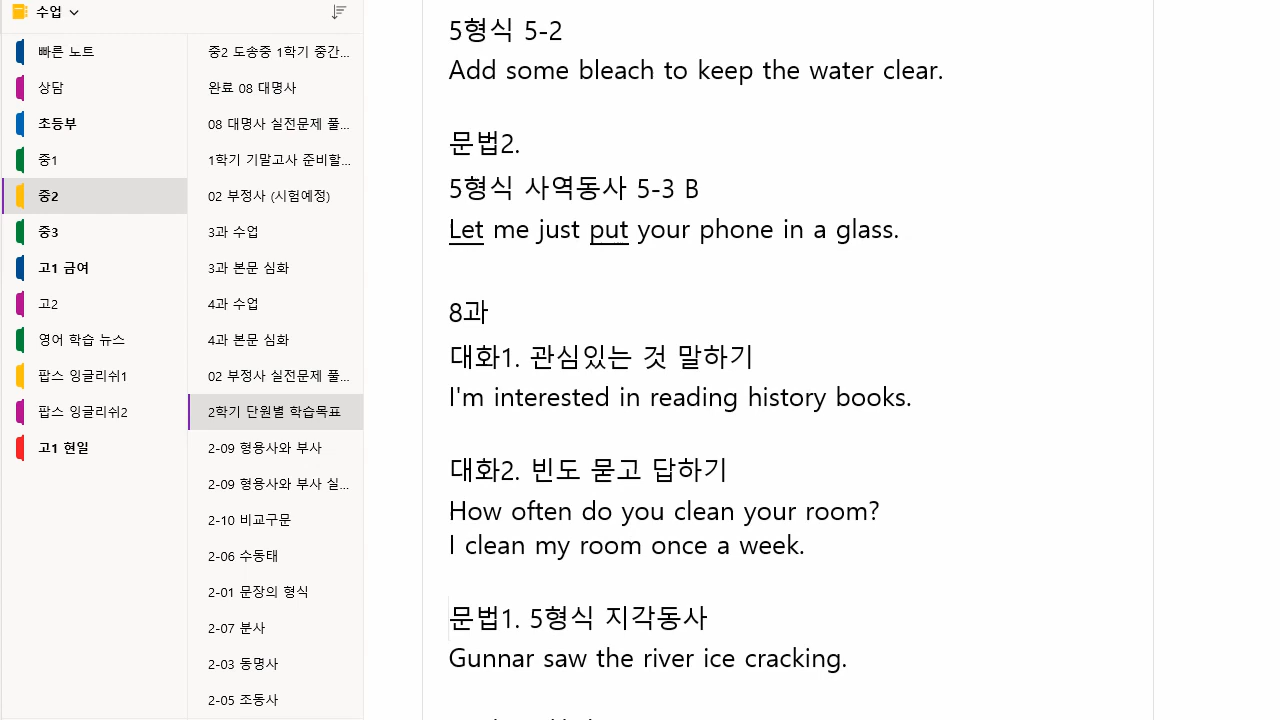 수업
빠른 노트
상담
초등부
중1
중2
중3
고1 금여
고2
영어 학습 뉴스
팝스 잉글리쉬1
팝스 잉글리쉬2
고1 현일
중2 도송중 1학기 중간...
완료 08 대명사
08 대명사 실전문제 풀...
1학기 기말고사 준비할...
02 부정사 (시험예정)
3과 수업
3과 본문 심화
4과 수업
4과 본문 심화
02 부정사 실전문제 풀...
2학기 단원별 학습목표
2-09 형용사와 부사
2-09 형용사와 부사 실...
2-10 비교구문
2-06 수동태
2-01 문장의 형식
2-07 분사
2-03 동명사
2-05 조동사
5형식 5-2
Add some bleach to keep the water clear.
문법2.
5형식 사역동사 5-3 B
Let me just put your phone in a glass.
8과
대화1. 관심있는 것 말하기
I'm interested in reading history books.
대화2. 빈도 묻고 답하기
How often do you clean your room?
I clean my room once a week.
문법1. 5형식 지각동사
Gunnar saw the river ice cracking.